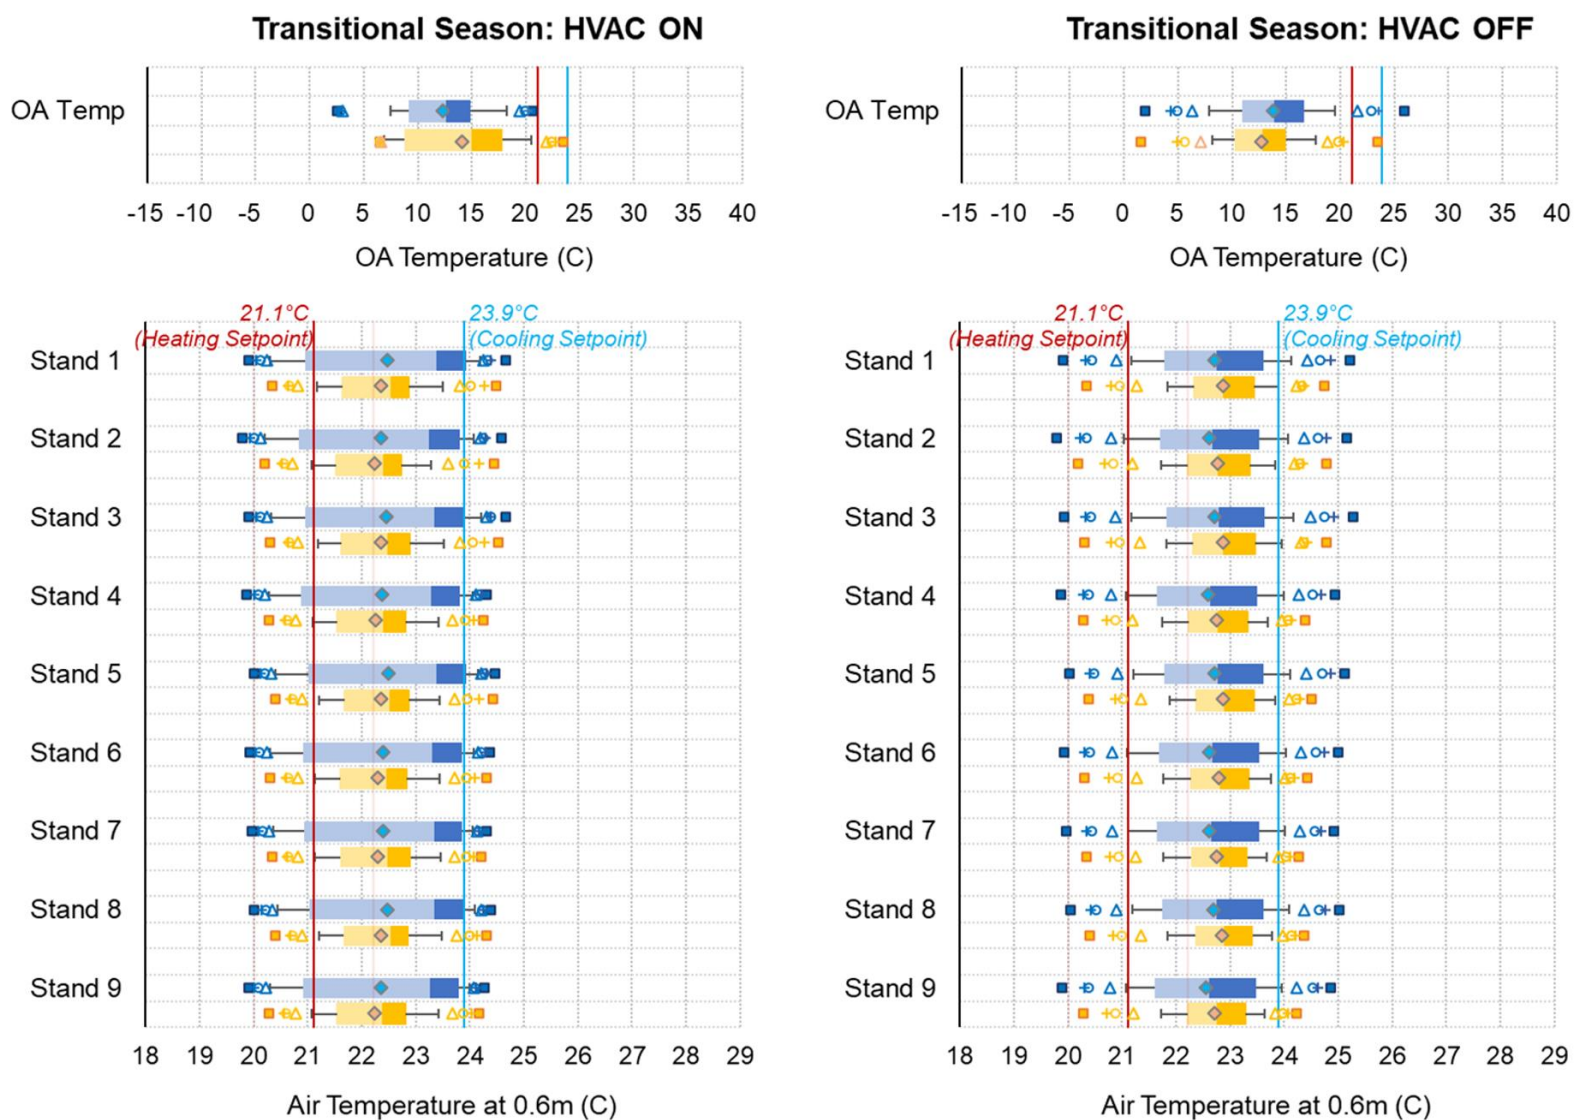 Transitional Season: HVAC ON
OA Temp
-15 -10 -5 0 5 10 15 20 25 30 35 40
OA Temperature (C)
21.1°C
(Heating Setpoint)
23.9°C
(Cooling Setpoint)
Stand 1
Stand 2
Stand 3
Stand 4
Stand 5
Stand 6
Stand 7
Stand 8
Stand 9
18 19 20 21 22 23 24 25 26 27 28 29
Air Temperature at 0.6m (C)
Transitional Season: HVAC OFF
OA Temp
-15 -10 -5 0 5 10 15 20 25 30 35 40
OA Temperature (C)
21.1°C
(Heating Setpoint)
23.9°C
(Cooling Setpoint)
Stand 1
Stand 2
Stand 3
Stand 4
Stand 5
Stand 6
Stand 7
Stand 8
Stand 9
18 19 20 21 22 23 24 25 26 27 28 29
Air Temperature at 0.6m (C)